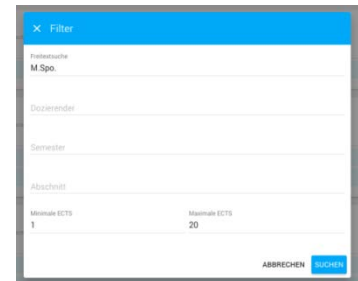 × Filter
Freitextsuche
M.Spo.
Dozierender
Semester
Abschnitt
Minimale ECTS Maximale ECTS
1 20
ABBRECHEN SUCHEN